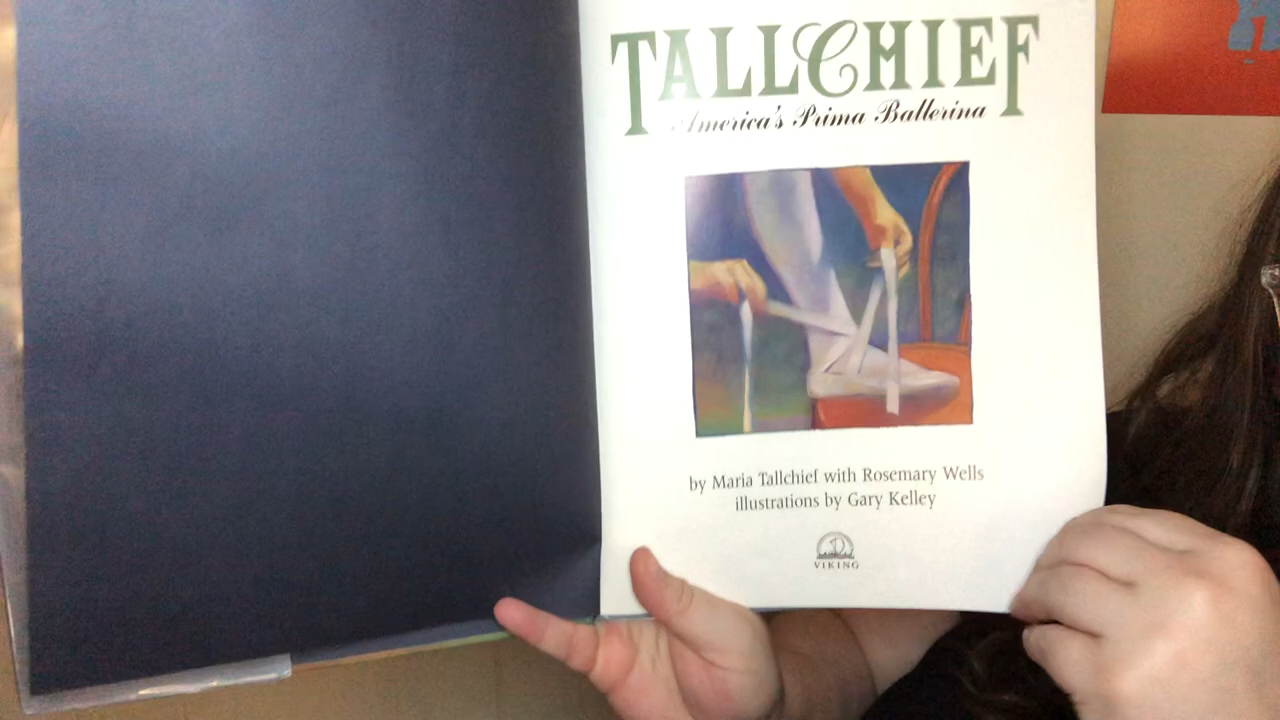 TALLCHIEF
America's Prima Ballerina
by Maria Tallchief with Rosemary Wells
illustrations by Gary Kelley
VIKING